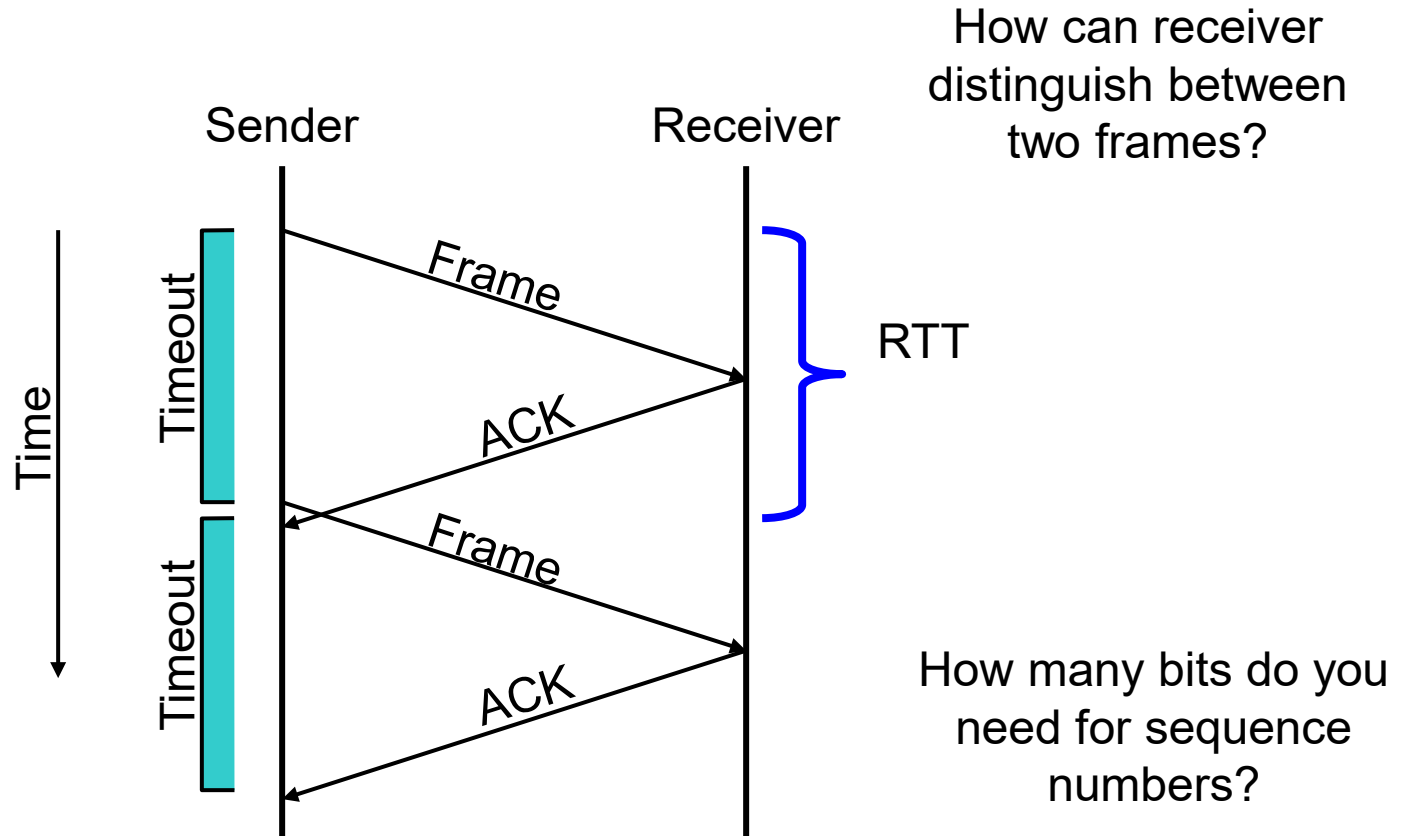 How can receiver
distinguish between
two frames?
Sender
Receiver
Frame
Timeout
RTT
Time
ACK
Frame
Timeout
ACK
How many bits do you
need for sequence
numbers?